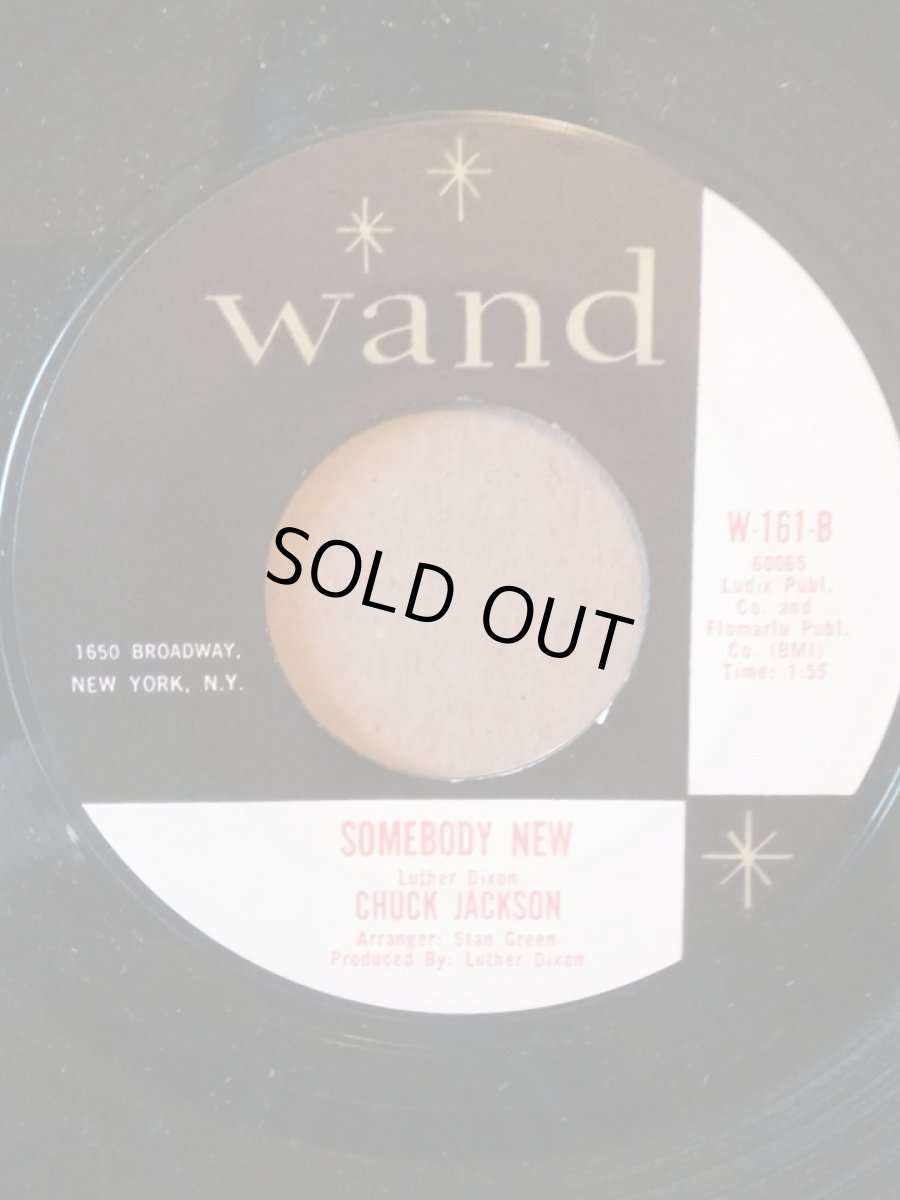 wand
W-161-B
60065
Ludix Publ.
Co. and
Flomarlu Publ.
Co. (BMI)
Time: 1:55
SOLD OUT
1650 BROADWAY,
NEW YORK, N.Y.
SOMEBODY NEW
Luther Dixon
CHUCK JACKSON
Arranger: Stan Green
Produced By: Luther Dixon